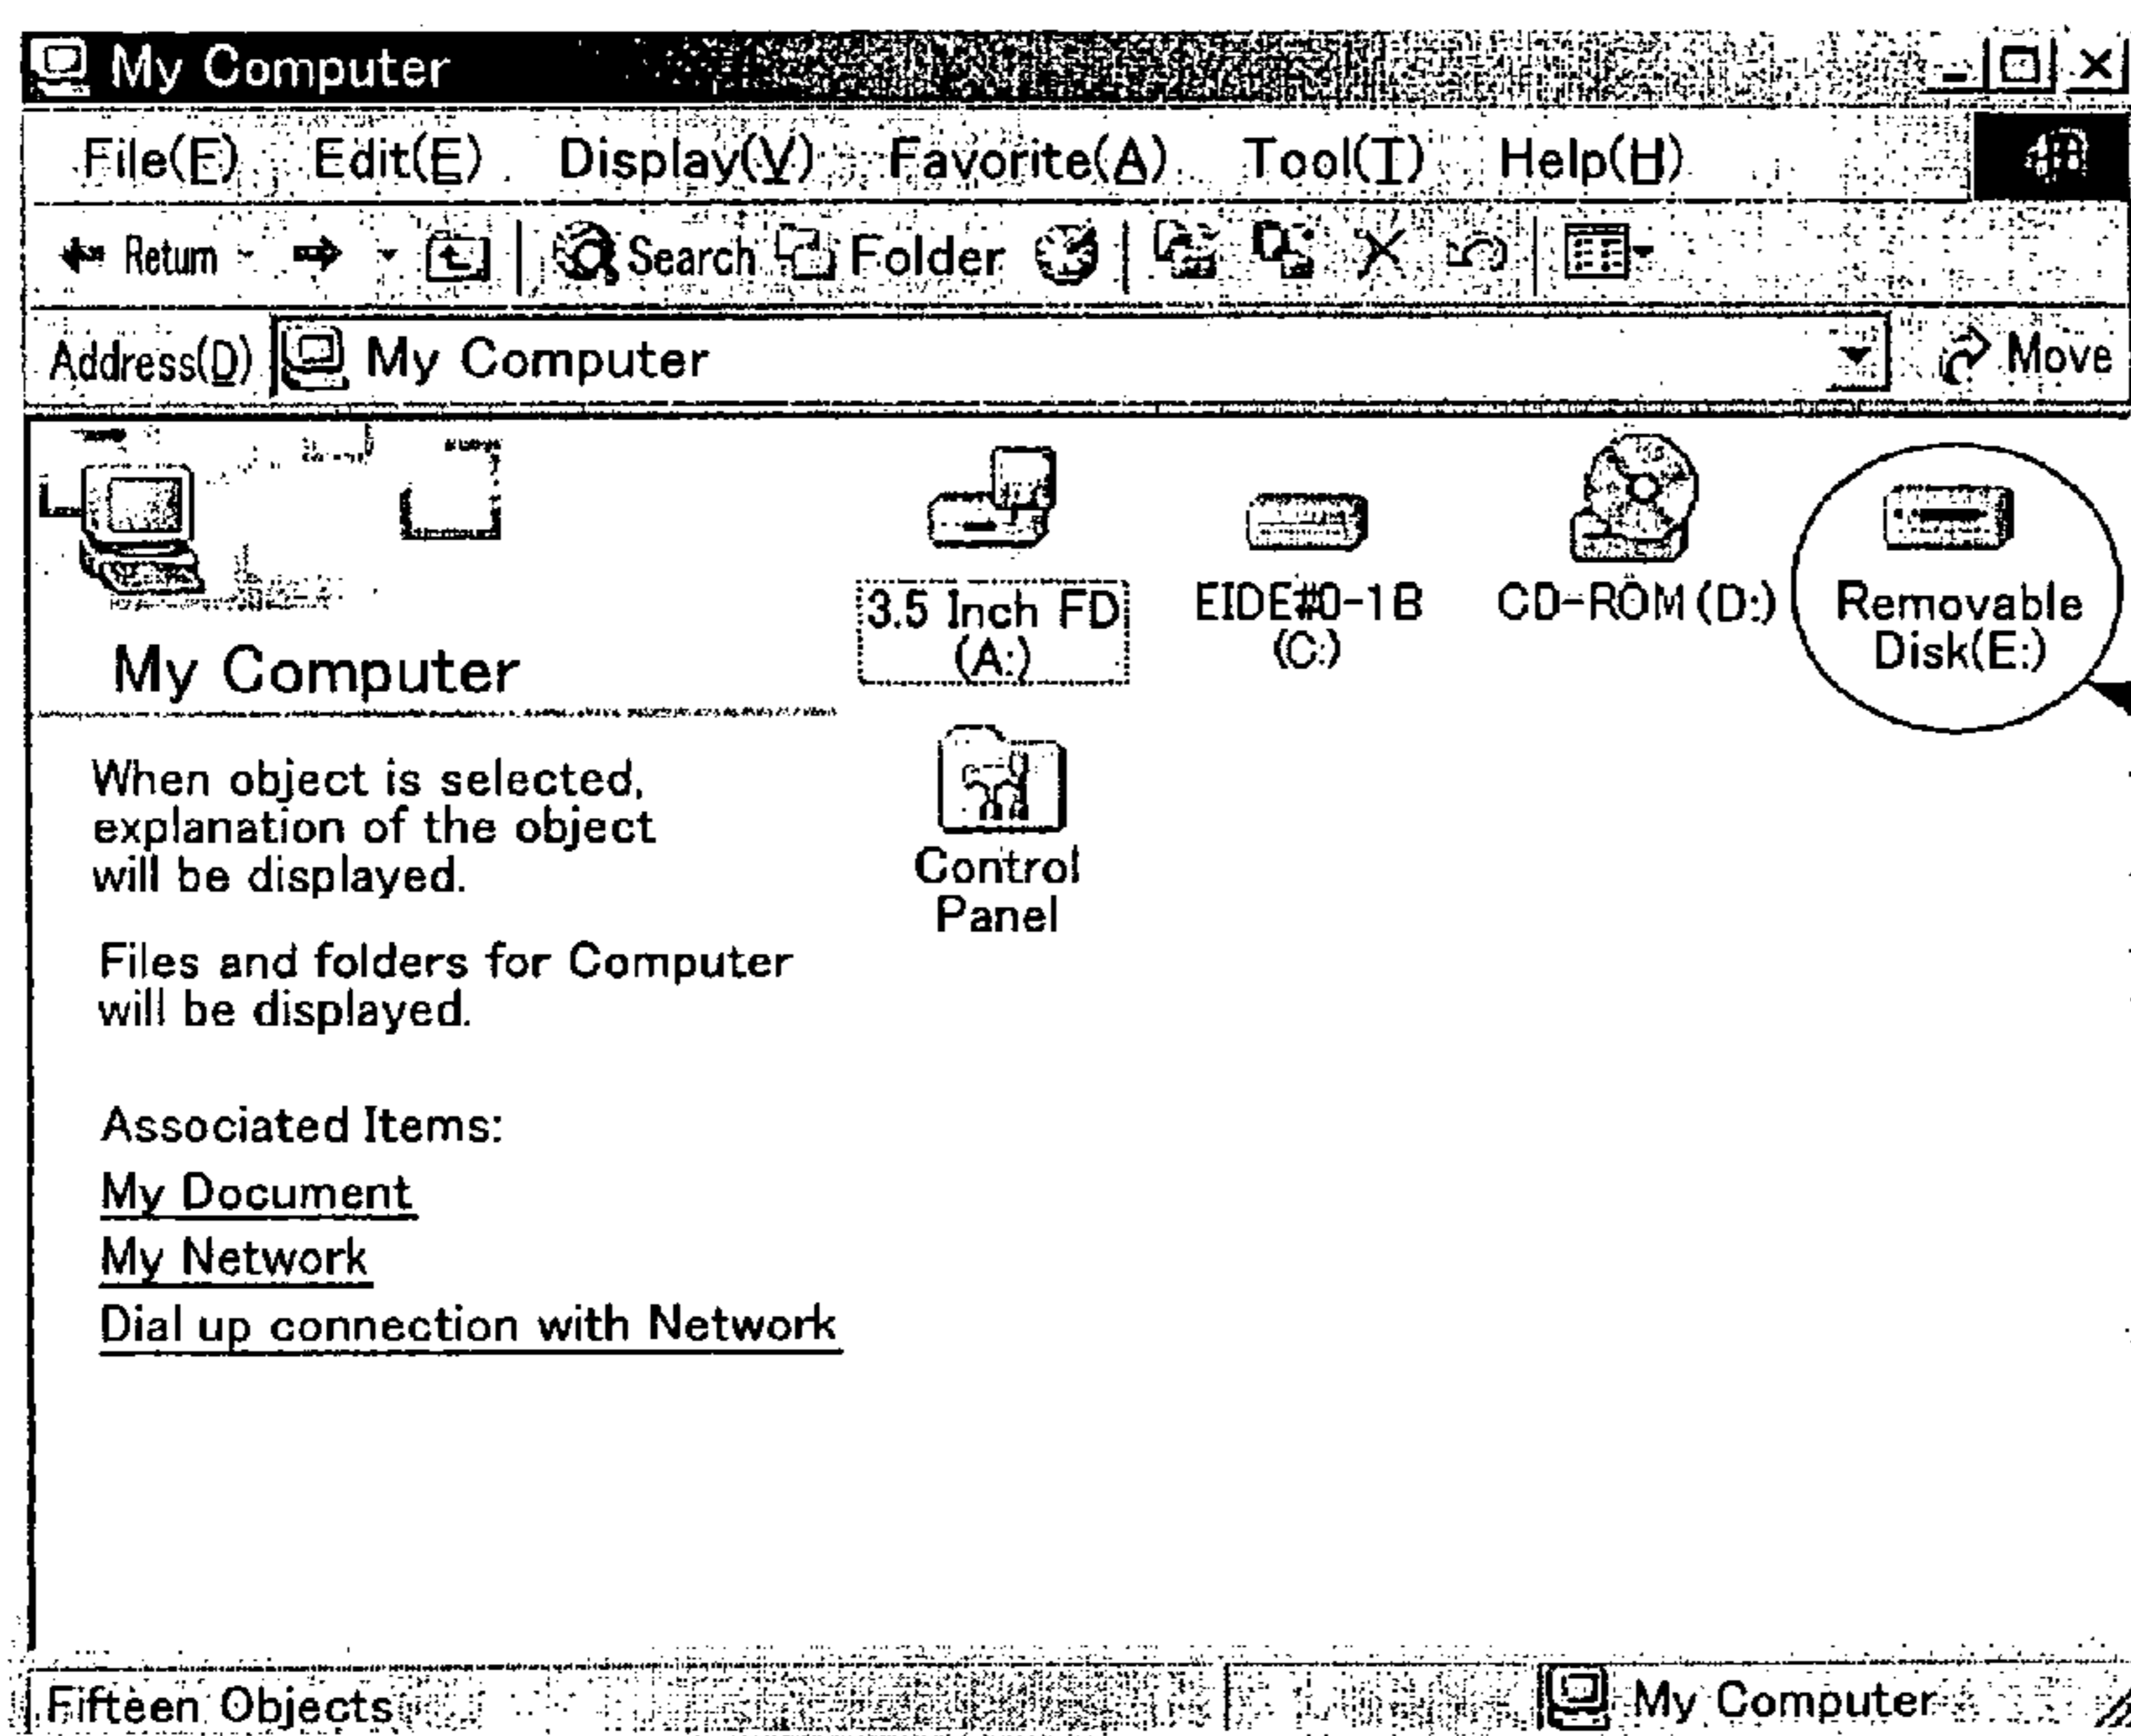 My Computer
File(F) Edit(E) Display(V) Favorite(A) Tool(T) Help(H)
Return Search Folder
Address(D) My Computer Move
3.5 Inch FD
(A:)
EIDE#0-1B
(C:)
CD-ROM(D:)
Removable
Disk(E:)
My Computer
When object is selected,
explanation of the object
will be displayed.
Control
Panel
Files and folders for Computer
will be displayed.
Associated Items:
My Document
My Network
Dial up connection with Network
Fifteen Objects My Computer